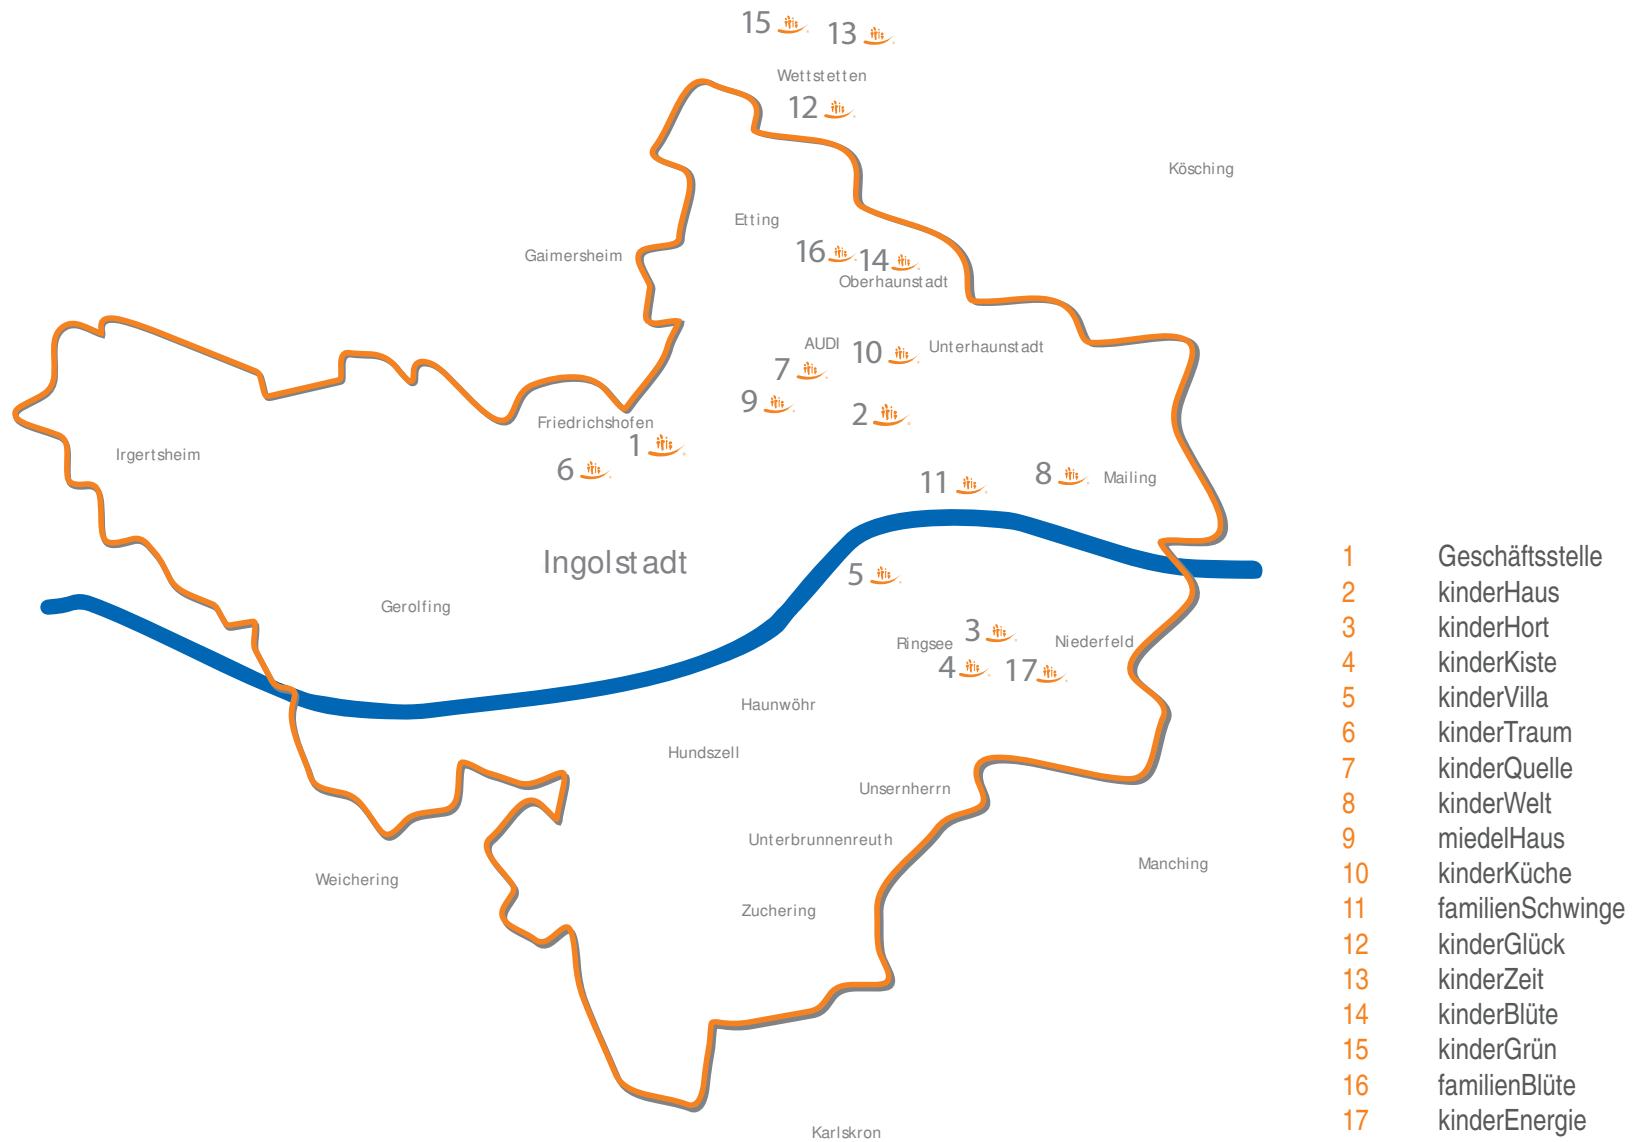 15
13
Wettstetten
12
Kösching
Etting
Gaimersheim
16
14
Oberhaunstadt
AUDI
10
Unterhaunstadt
7
9
2
Friedrichshofen
1
6
Irgertsheim
11
8
Mailing
Ingolstadt
5
Gerolfing
Ringsee
3
Niederfeld
4
17
Haunwöhr
Hundszell
Unsernherrn
Unterbrunnenreuth
Manching
Weichering
Zuchering
Karlskron
1 Geschäftsstelle
2 kinderHaus
3 kinderHort
4 kinderKiste
5 kinderVilla
6 kinderTraum
7 kinderQuelle
8 kinderWelt
9 miedelHaus
10 kinderKüche
11 familienSchwinge
12 kinderGlück
13 kinderZeit
14 kinderBlüte
15 kinderGrün
16 familienBlüte
17 kinderEnergie